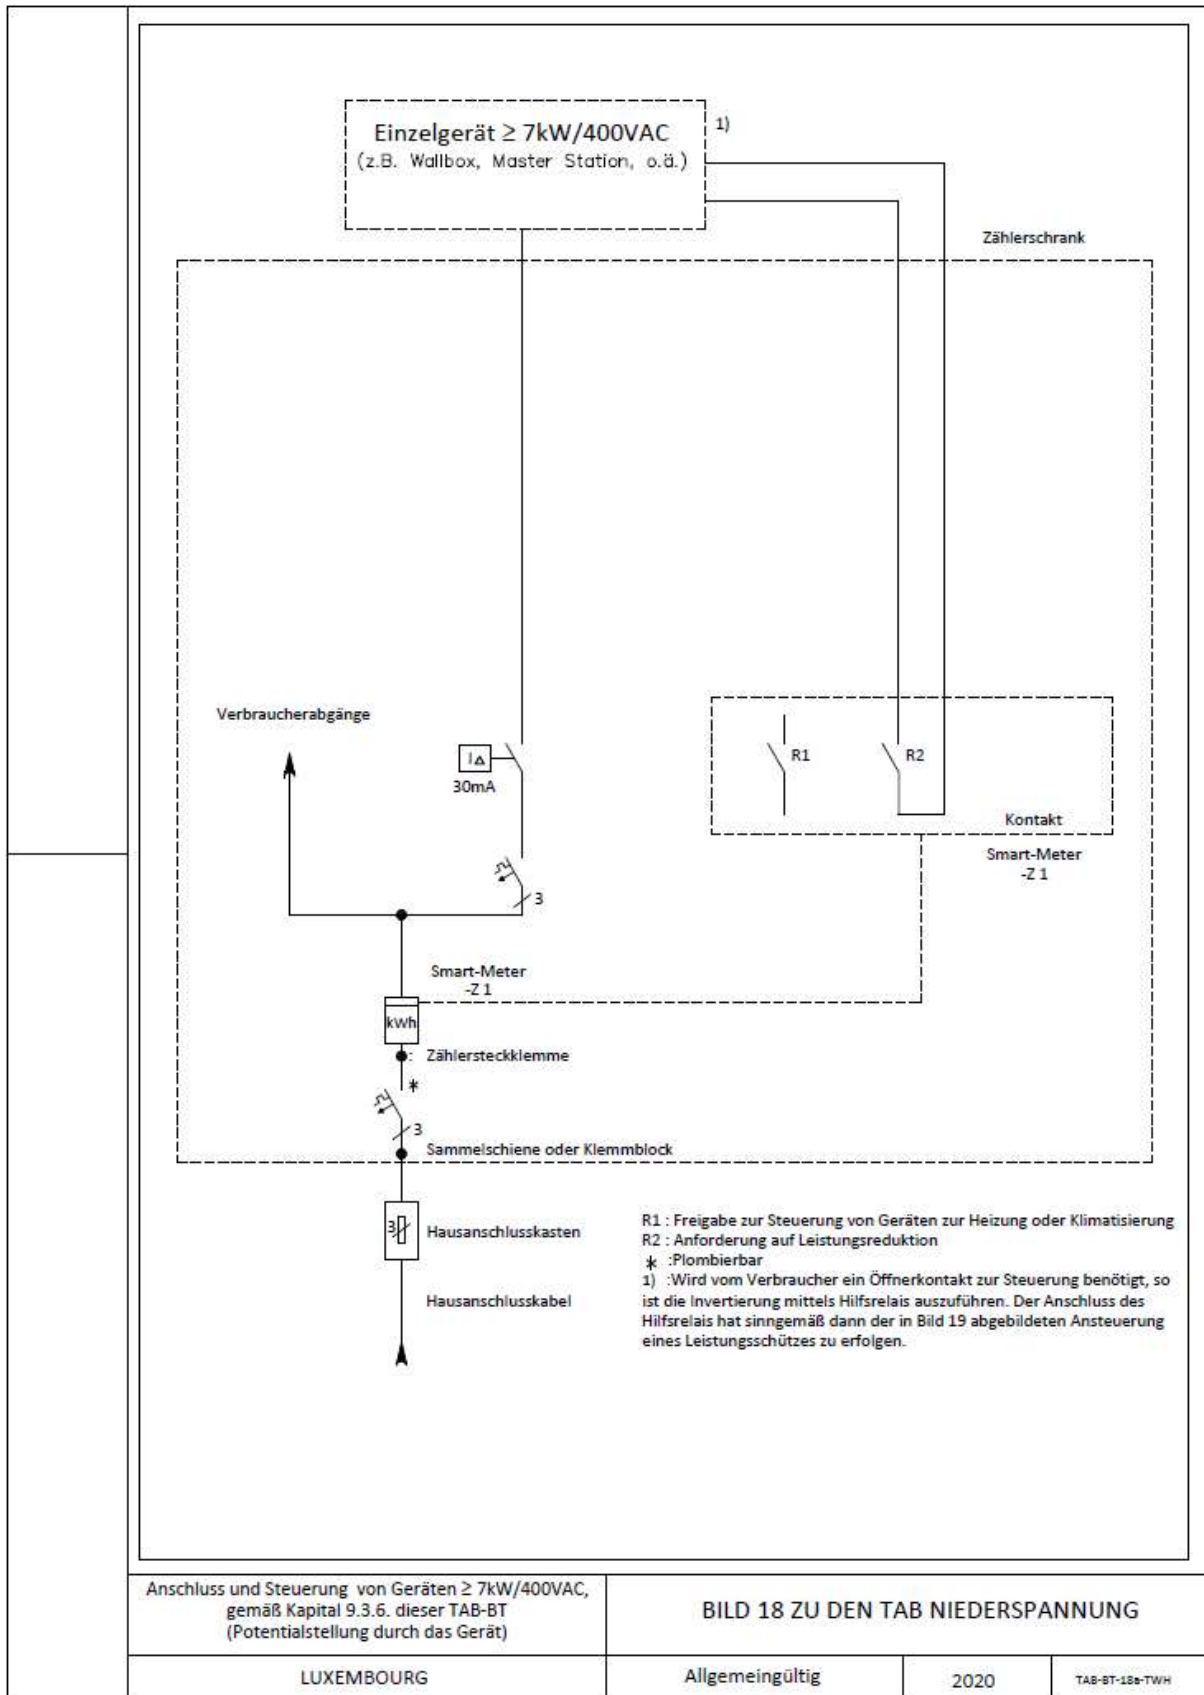 Einzelgerät ≥ 7kW/400VAC
(z.B. Wallbox, Master Station, o.ä.)
1)
Zählerschrank
Verbraucherabgänge
I∆
30mA
R1
R2
Kontakt
Smart-Meter
-Z 1
3
Smart-Meter
-Z 1
kWh
Zählersteckklemme
*
3
Sammelschiene oder Klemmblock
3
Hausanschlusskasten
Hausanschlusskabel
R1 : Freigabe zur Steuerung von Geräten zur Heizung oder Klimatisierung
R2 : Anforderung auf Leistungsreduktion
* :Plombierbar
1) :Wird vom Verbraucher ein Öffnerkontakt zur Steuerung benötigt, so
ist die Invertierung mittels Hilfsrelais auszuführen. Der Anschluss des
Hilfsrelais hat sinngemäß dann der in Bild 19 abgebildeten Ansteuerung
eines Leistungsschützes zu erfolgen.
Anschluss und Steuerung von Geräten ≥ 7kW/400VAC,
gemäß Kapital 9.3.6. dieser TAB-BT
(Potentialstellung durch das Gerät)
BILD 18 ZU DEN TAB NIEDERSPANNUNG
LUXEMBOURG
Allgemeingültig
2020
TAB-BT-18a-TWH